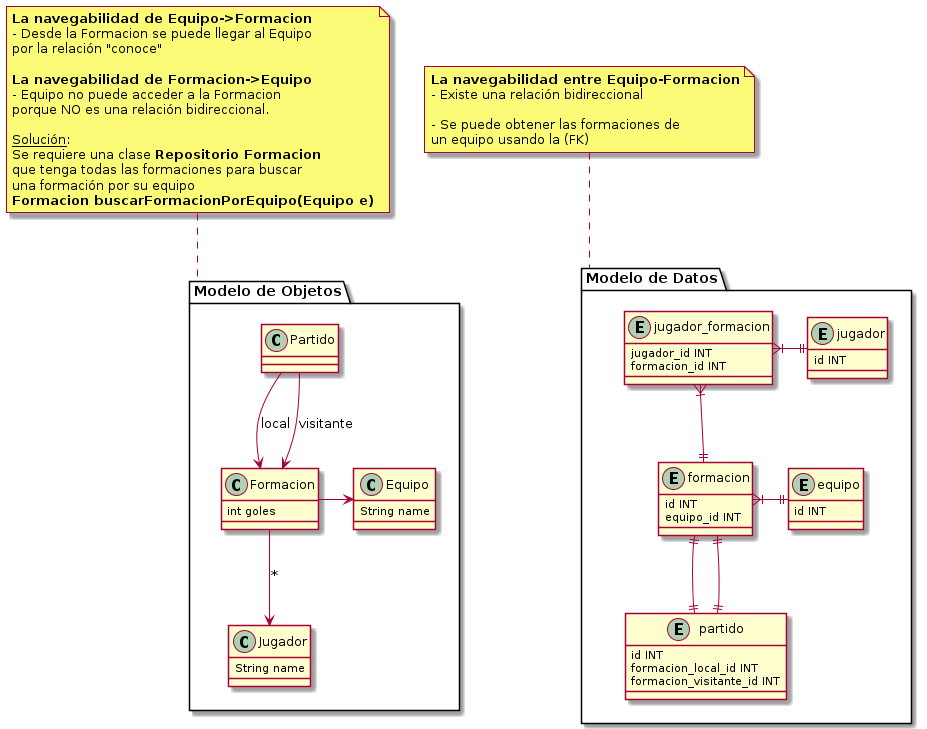 La navegabilidad de Equipo->Formacion
- Desde la Formacion se puede llegar al Equipo
por la relación "conoce"
La navegabilidad de Formacion->Equipo
- Equipo no puede acceder a la Formacion
porque NO es una relación bidireccional.
Solución:
Se requiere una clase Repositorio Formacion
que tenga todas las formaciones para buscar
una formación por su equipo
Formacion buscarFormacionPorEquipo(Equipo e)
La navegabilidad entre Equipo-Formacion
- Existe una relación bidireccional
- Se puede obtener las formaciones de
un equipo usando la (FK)
Modelo de Objetos
C Partido
local
visitante
C Formacion
int goles
C Equipo
String name
*
C Jugador
String name
Modelo de Datos
E jugador_formacion
jugador_id INT
formacion_id INT
E jugador
id INT
E formacion
id INT
equipo_id INT
E equipo
id INT
E partido
id INT
formacion_local_id INT
formacion_visitante_id INT